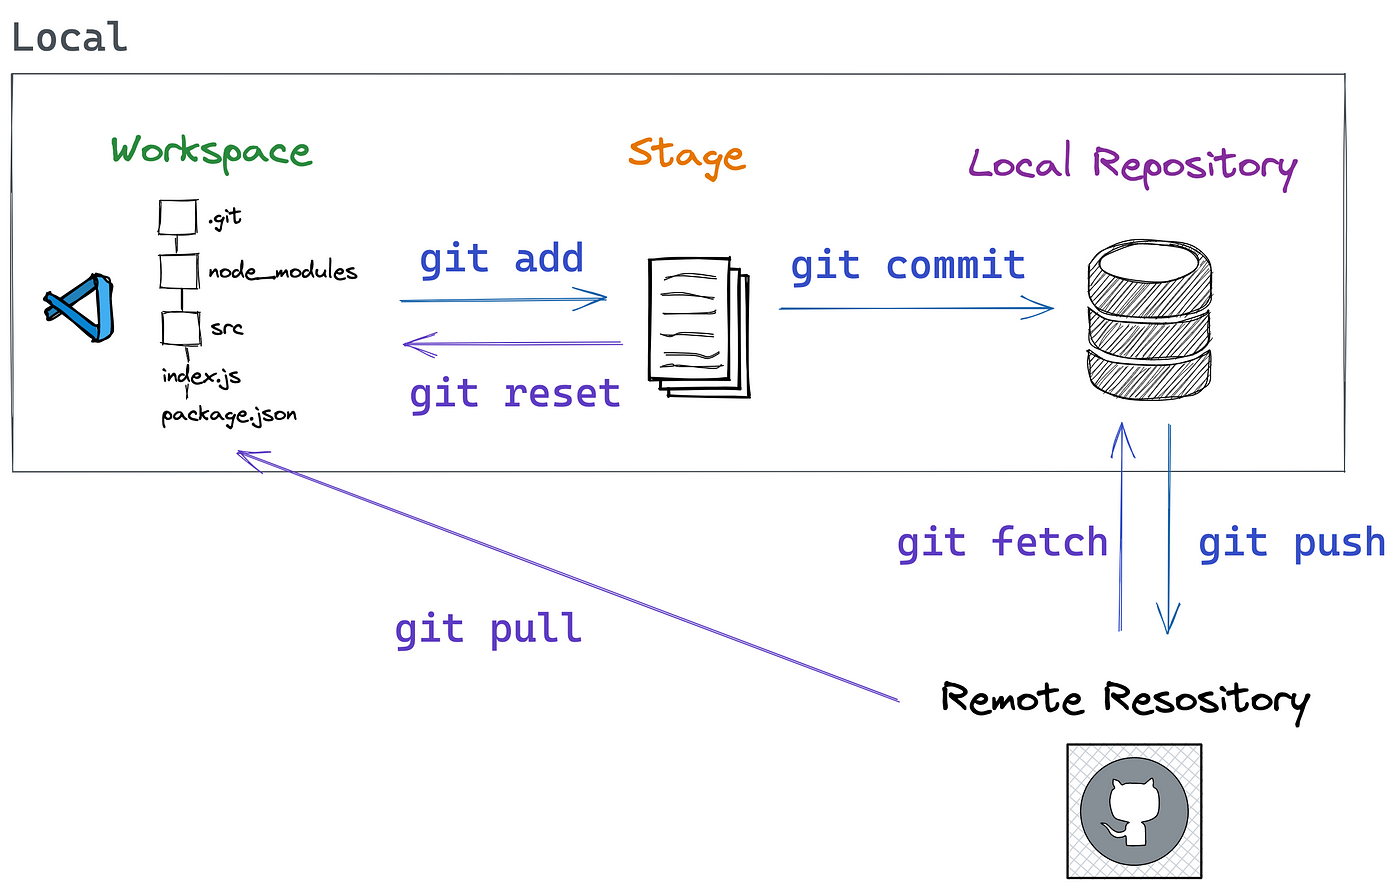 Local
Workspace
Stage
Local Repository
.git
node_modules
src
index.js
package.json
git add
git reset
git commit
git fetch
git push
git pull
Remote Resository